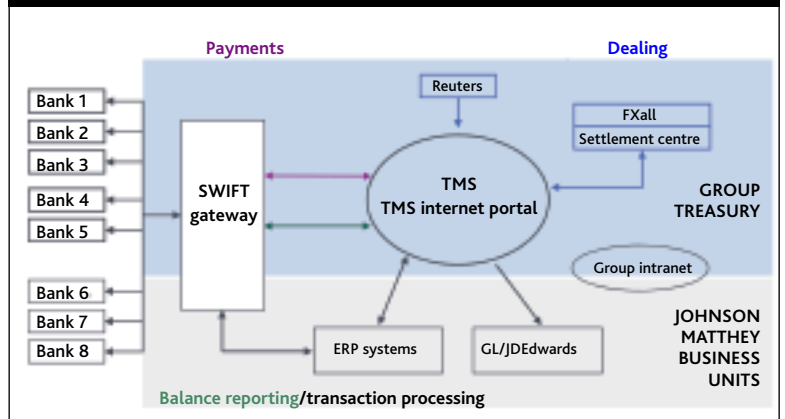 Payments
Dealing
Bank 1
Bank 2
Bank 3
Bank 4
Bank 5
Bank 6
Bank 7
Bank 8
SWIFT
gateway
Reuters
TMS
TMS internet portal
FXall
Settlement centre
GROUP
TREASURY
Group intranet
ERP systems
GL/JDEdwards
JOHNSON
MATTHEY
BUSINESS
UNITS
Balance reporting/transaction processing